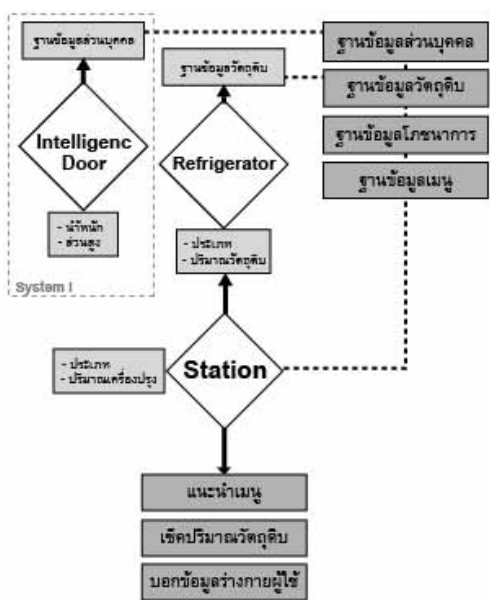 ฐานข้อมูลส่วนบุคคล
ฐานข้อมูลส่วนบุคคล
ฐานข้อมูลวัตถุดิบ
ฐานข้อมูลวัตถุดิบ
ฐานข้อมูลโภชนาการ
ฐานข้อมูลเมนู
Intelligenc
Door
Refrigerator
- น้ำหนัก
- ส่วนสูง
- ประเภท
- ปริมาณวัตถุดิบ
System I
Station
- ประเภท
- ปริมาณเครื่องปรุง
แนะนำเมนู
เช็คปริมาณวัตถุดิบ
บอกข้อมูลร่างกายผู้ใช้